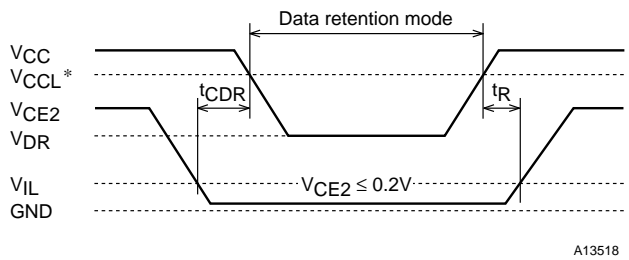 Data retention mode
VCC
VCCL*
tCDR
tR
VCE2
VDR
VIL
VCE2 ≤ 0.2V
GND
A13518